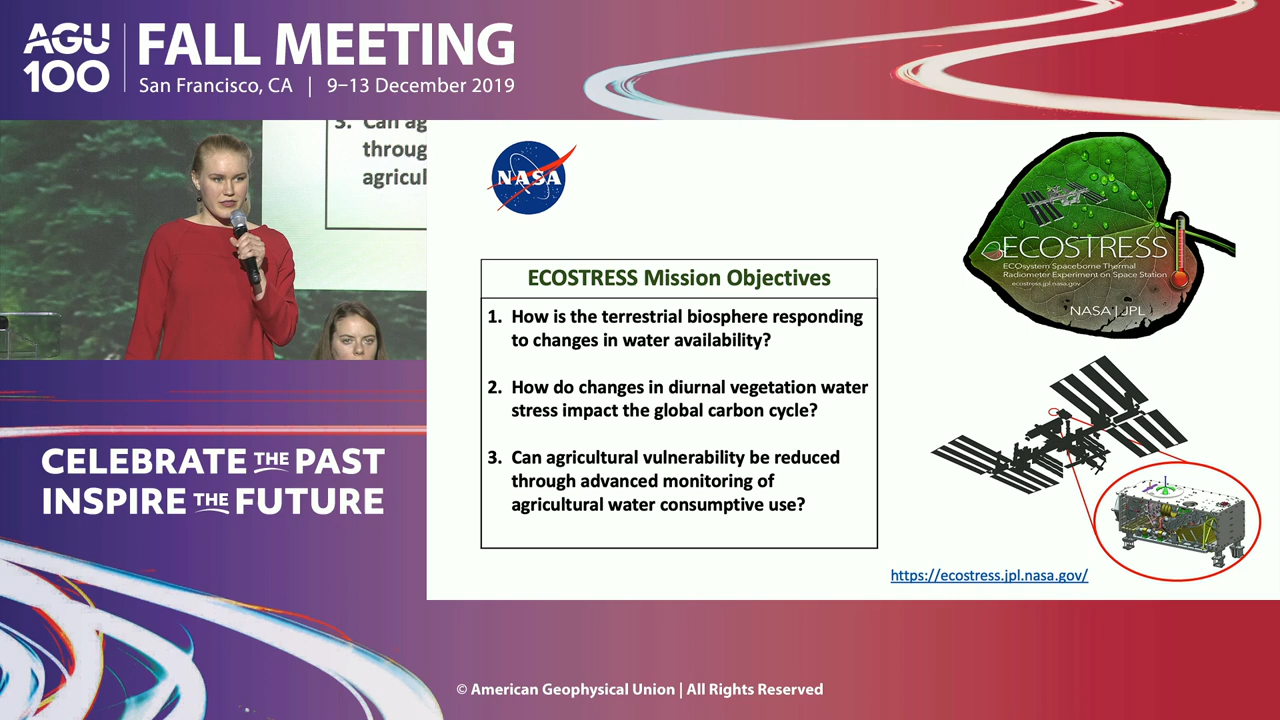 AGU
100
FALL MEETING
San Francisco, CA | 9–13 December 2019
3. Can ag
throug
agricul
NASA
ECOSTRESS
ECOsystem Spaceborne Thermal
Radiometer Experiment on Space Station
ecostress.jpl.nasa.gov
NASA | JPL
ECOSTRESS Mission Objectives
1. How is the terrestrial biosphere responding
to changes in water availability?
2. How do changes in diurnal vegetation water
stress impact the global carbon cycle?
3. Can agricultural vulnerability be reduced
through advanced monitoring of
agricultural water consumptive use?
https://ecostress.jpl.nasa.gov/
CELEBRATE THE PAST
INSPIRE THE FUTURE
© American Geophysical Union | All Rights Reserved